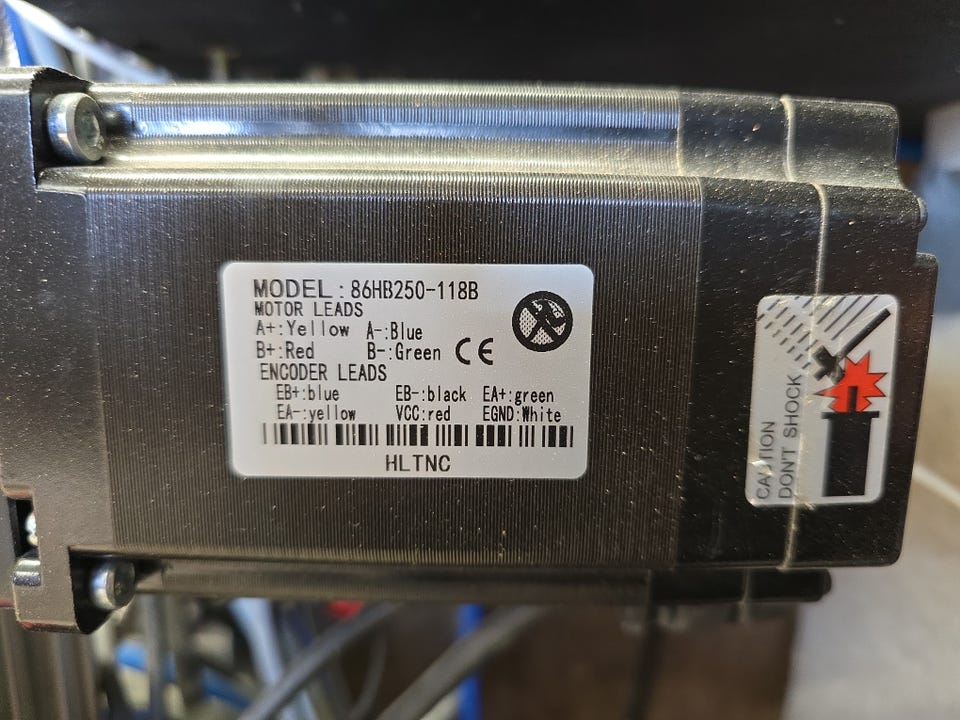 MODEL : 86HB250-118B
MOTOR LEADS
A+:Yellow A-:Blue
B+:Red B-:Green CE
ENCODER LEADS
EB+:blue EB-:black EA+:green
EA-:yellow VCC:red EGND:White
HLTNC
CAUTION
DON'T SHOCK